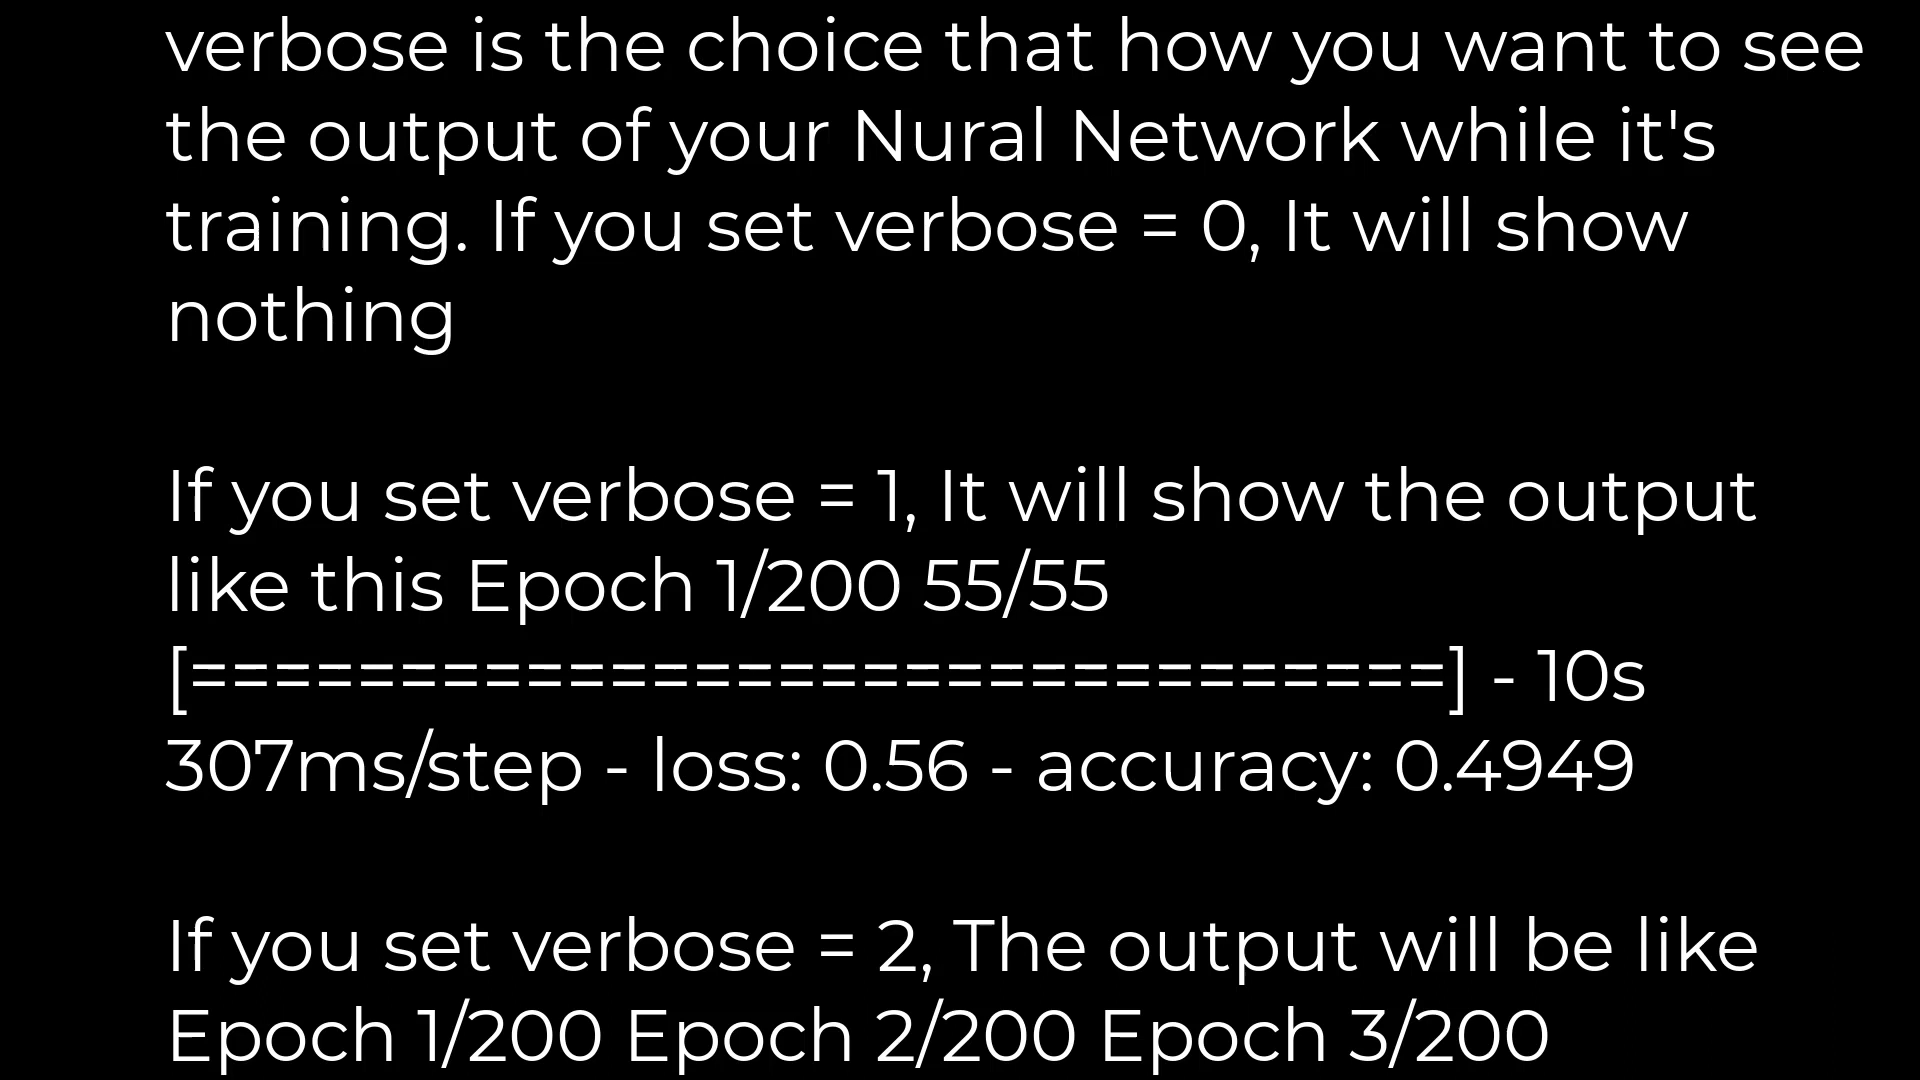 verbose is the choice that how you want to see
the output of your Nural Network while it's
training. If you set verbose = 0, It will show
nothing
If you set verbose = 1, It will show the output
like this Epoch 1/200 55/55
[==============================] - 10s
307ms/step - loss: 0.56 - accuracy: 0.4949
If you set verbose = 2, The output will be like
Epoch 1/200 Epoch 2/200 Epoch 3/200